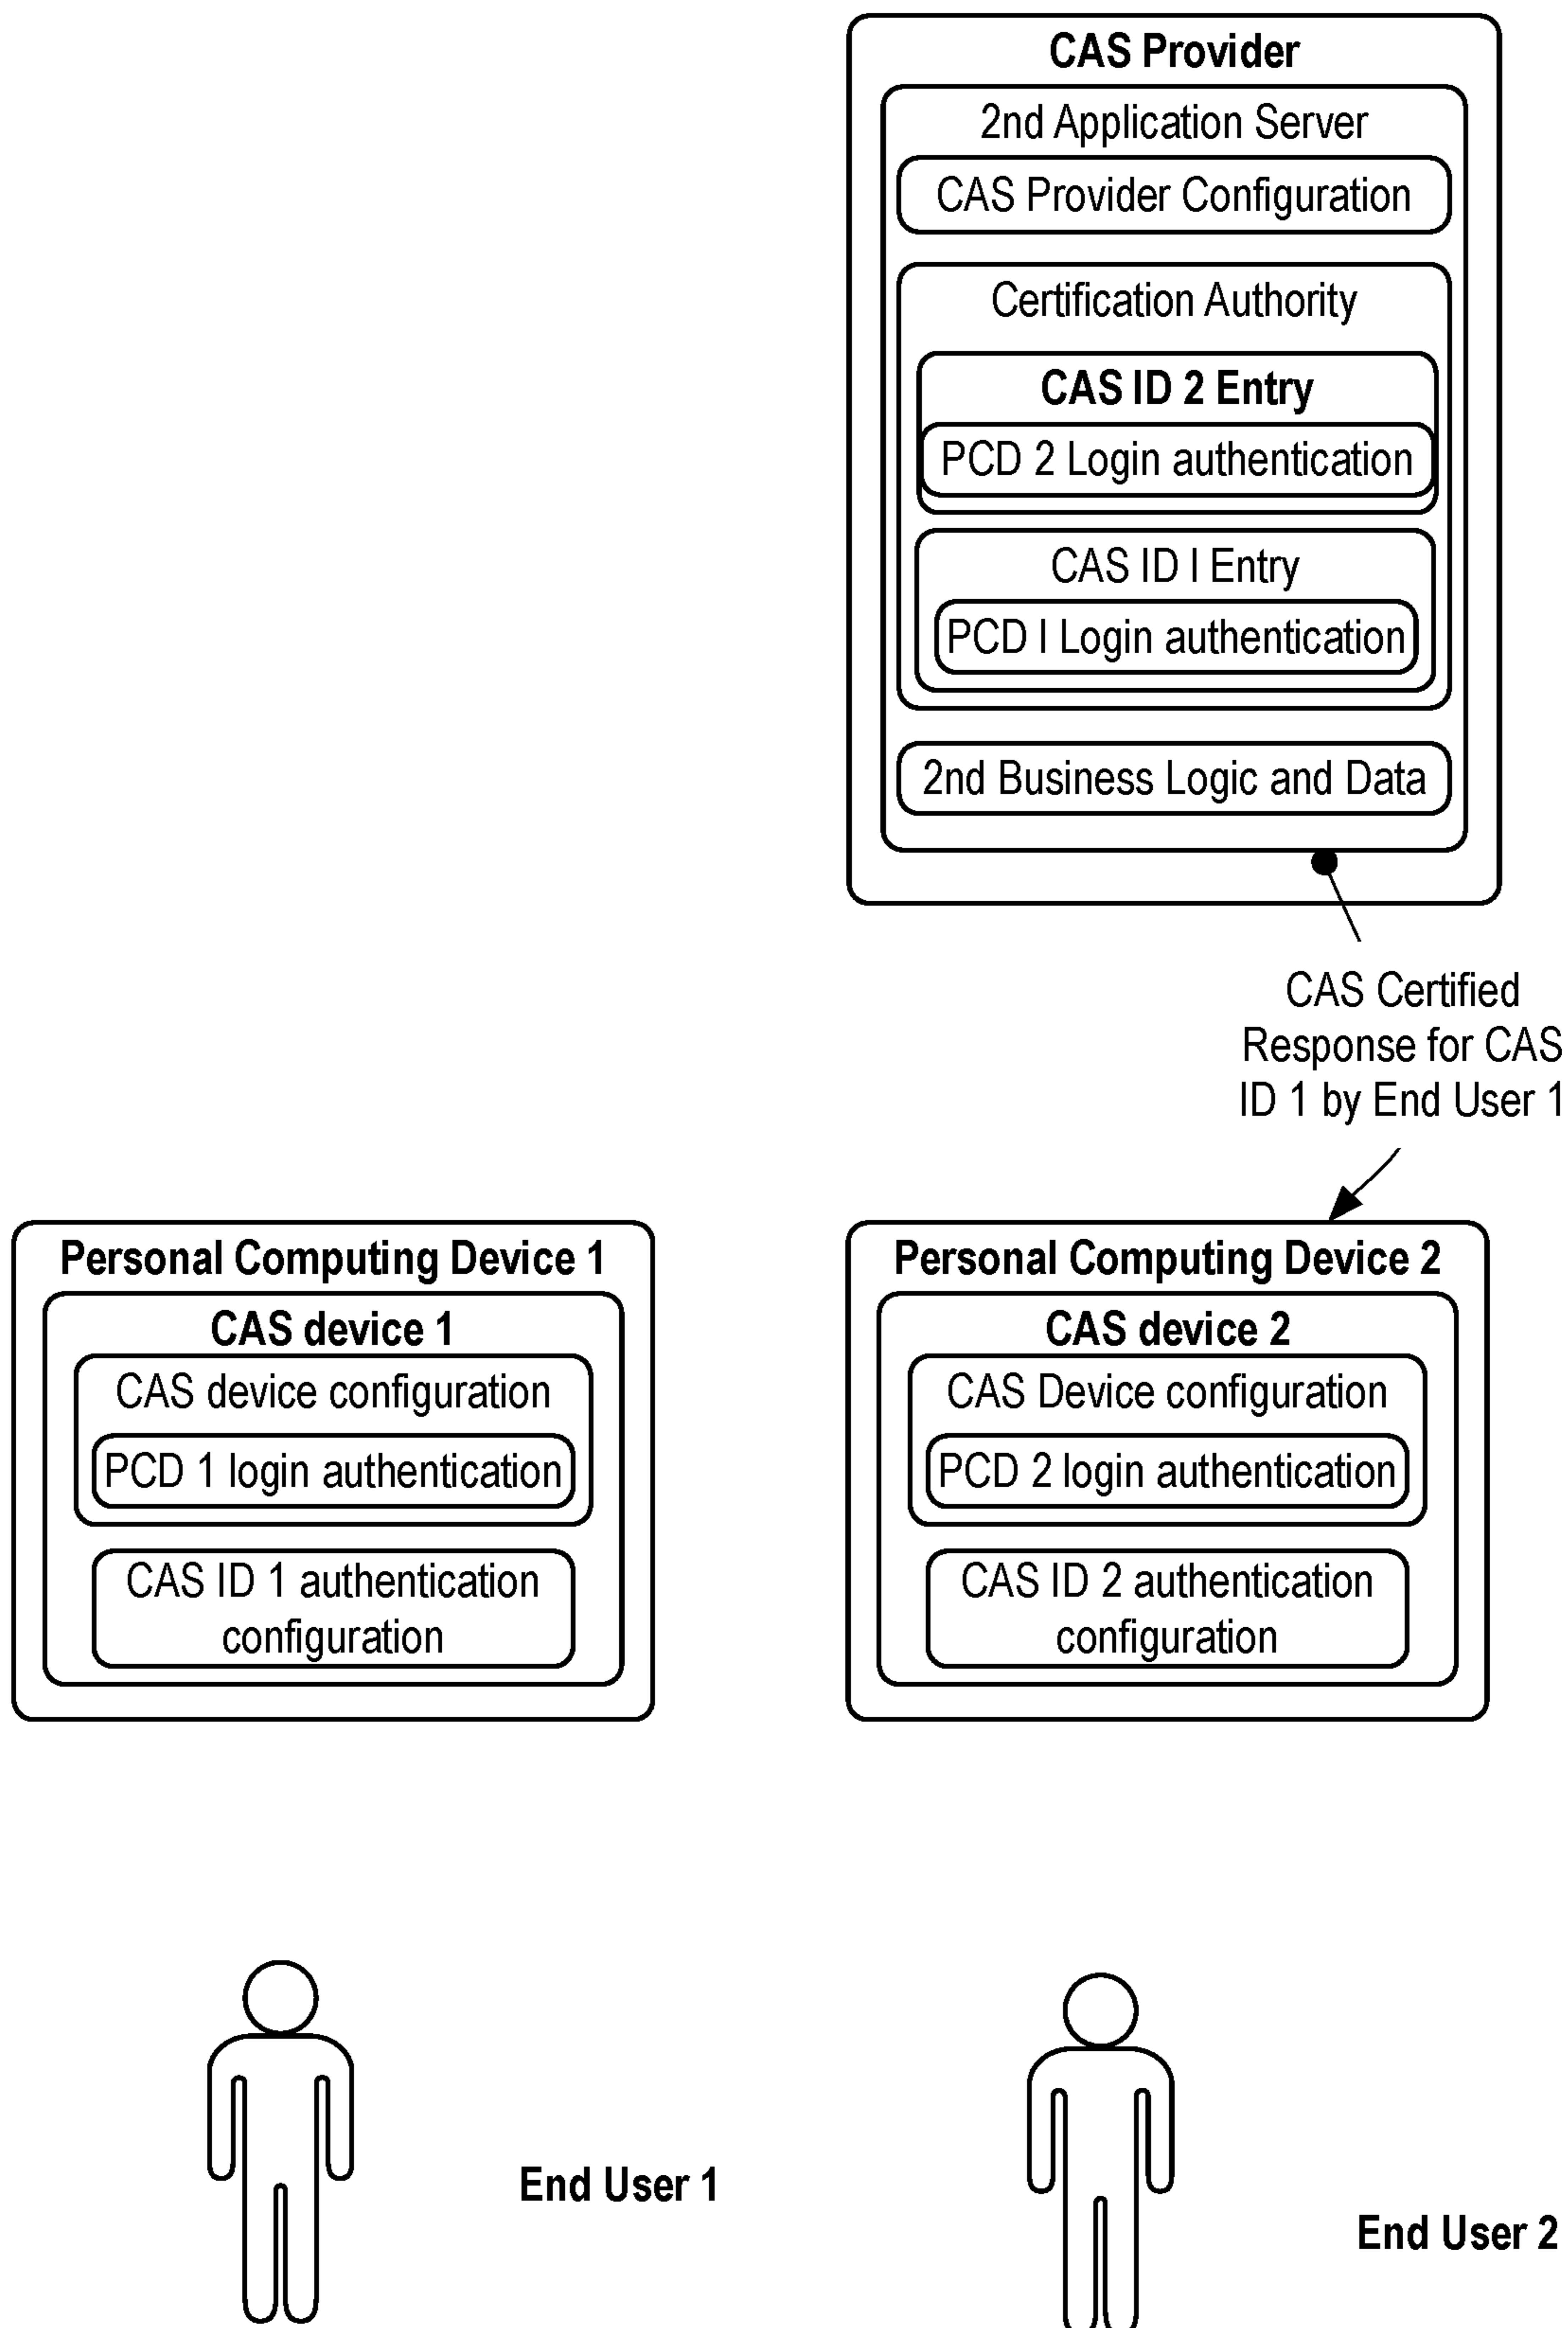 CAS Provider
2nd Application Server
CAS Provider Configuration
Certification Authority
CAS ID 2 Entry
PCD 2 Login authentication
CAS ID I Entry
PCD I Login authentication
2nd Business Logic and Data
CAS Certified
Response for CAS
ID 1 by End User 1
Personal Computing Device 1
CAS device 1
CAS device configuration
PCD 1 login authentication
CAS ID 1 authentication
configuration
Personal Computing Device 2
CAS device 2
CAS Device configuration
PCD 2 login authentication
CAS ID 2 authentication
configuration
End User 1
End User 2